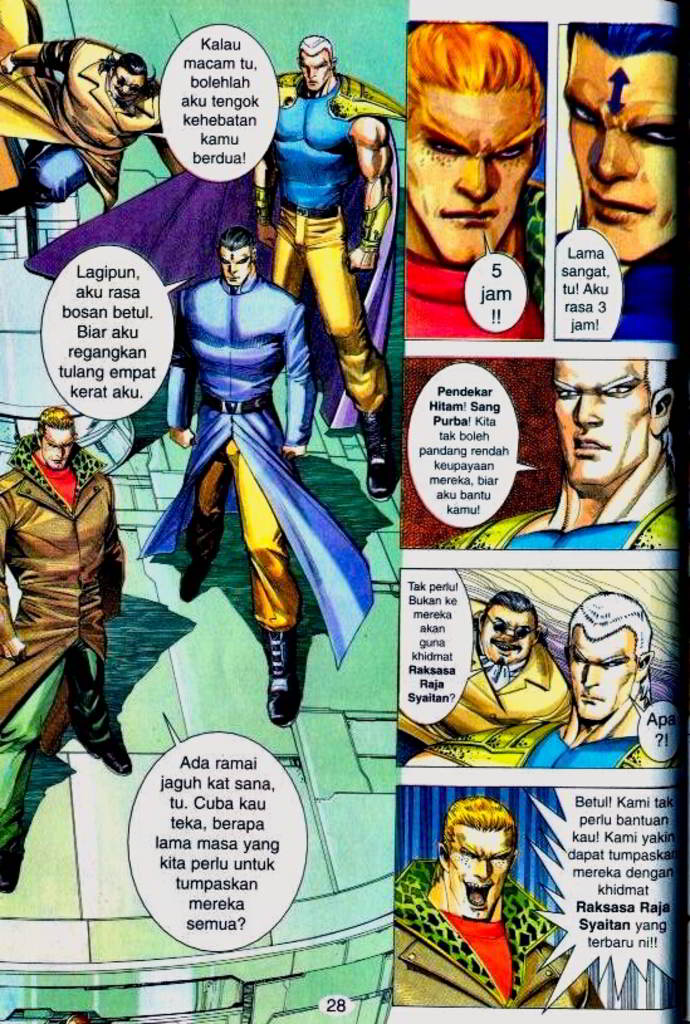 Kalau
macam tu,
bolehlah
aku tengok
kehebatan
kamu
berdua!
Lagipun,
aku rasa
bosan betul.
Biar aku
regangkan
tulang empat
kerat aku.
Ada ramai
jaguh kat sana,
tu. Cuba kau
teka, berapa
lama masa yang
kita perlu untuk
tumpaskan
mereka
semua?
5
jam
!!
Lama
sangat,
tu! Aku
rasa 3
jam!
Pendekar
Hitam! Sang
Purba! Kita
tak boleh
pandang rendah
keupayaan
mereka, biar
aku bantu
kamu!
Tak perlu!
Bukan ke
mereka
akan
guna
khidmat
Raksasa
Raja
Syaitan?
Apa
?!
Betul! Kami tak
perlu bantuan
kau! Kami yakin
dapat tumpaskan
mereka dengan
khidmat
Raksasa Raja
Syaitan yang
terbaru ni!!
28